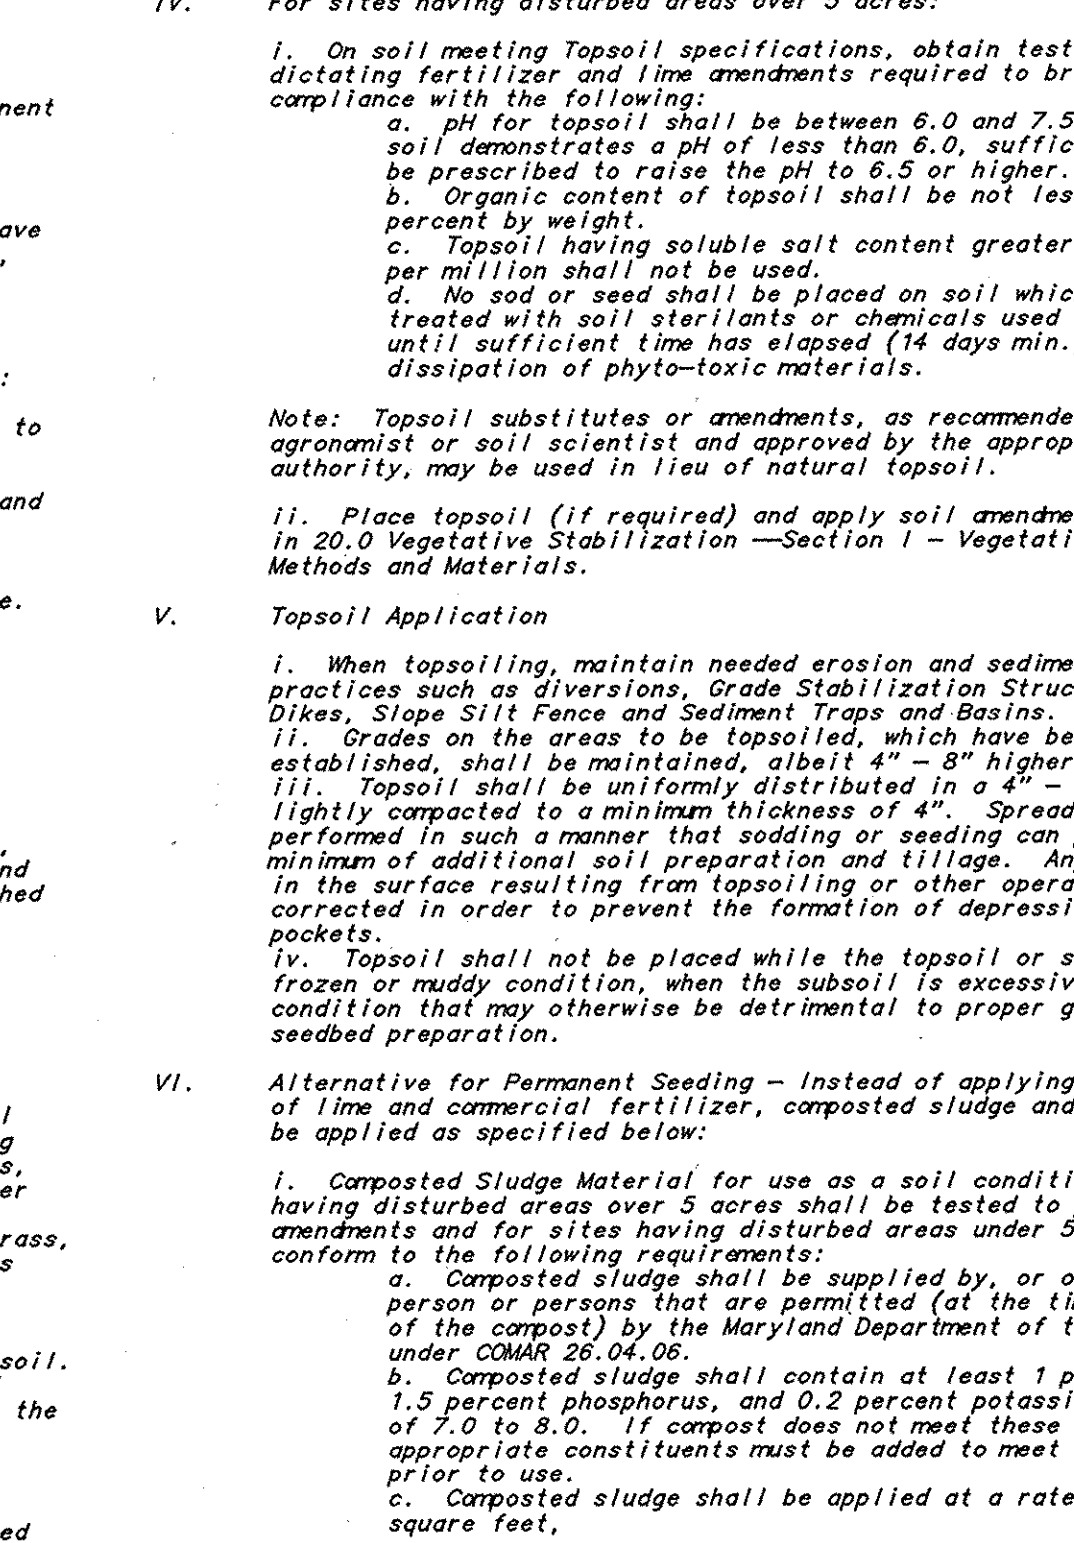 nent
ave
,
:
to
and
e.
,
nd
hed
l
g
s,
er
rass,
s
soil.
the
ed
IV. For sites having disturbed areas over 5 acres:
i. On soil meeting Topsoil specifications, obtain test
dictating fertilizer and lime amendments required to br
compliance with the following:
a. pH for topsoil shall be between 6.0 and 7.5
soil demonstrates a pH of less than 6.0, suffic
be prescribed to raise the pH to 6.5 or higher.
b. Organic content of topsoil shall be not les
percent by weight.
c. Topsoil having soluble salt content greater
per million shall not be used.
d. No sod or seed shall be placed on soil whic
treated with soil sterilants or chemicals used
until sufficient time has elapsed (14 days min.
dissipation of phyto-toxic materials.
Note: Topsoil substitutes or amendments, as recommende
agronomist or soil scientist and approved by the approp
authority, may be used in lieu of natural topsoil.
ii. Place topsoil (if required) and apply soil amendme
in 20.0 Vegetative Stabilization —Section I – Vegetati
Methods and Materials.
V. Topsoil Application
i. When topsoiling, maintain needed erosion and sedime
practices such as diversions, Grade Stabilization Struc
Dikes, Slope Silt Fence and Sediment Traps and Basins.
ii. Grades on the areas to be topsoiled, which have be
established, shall be maintained, albeit 4" – 8" higher
iii. Topsoil shall be uniformly distributed in a 4" –
lightly compacted to a minimum thickness of 4". Spread
performed in such a manner that sodding or seeding can
minimum of additional soil preparation and tillage. An
in the surface resulting from topsoiling or other opera
corrected in order to prevent the formation of depressi
pockets.
iv. Topsoil shall not be placed while the topsoil or s
frozen or muddy condition, when the subsoil is excessiv
condition that may otherwise be detrimental to proper g
seedbed preparation.
VI. Alternative for Permanent Seeding – Instead of applying
of lime and commercial fertilizer, composted sludge and
be applied as specified below:
i. Composted Sludge Material for use as a soil conditi
having disturbed areas over 5 acres shall be tested to
amendments and for sites having disturbed areas under 5
conform to the following requirements:
a. Composted sludge shall be supplied by, or o
person or persons that are permitted (at the ti
of the compost) by the Maryland Department of t
under COMAR 26.04.06.
b. Composted sludge shall contain at least 1 p
1.5 percent phosphorus, and 0.2 percent potassi
of 7.0 to 8.0. If compost does not meet these
appropriate constituents must be added to meet
prior to use.
c. Composted sludge shall be applied at a rate
square feet,